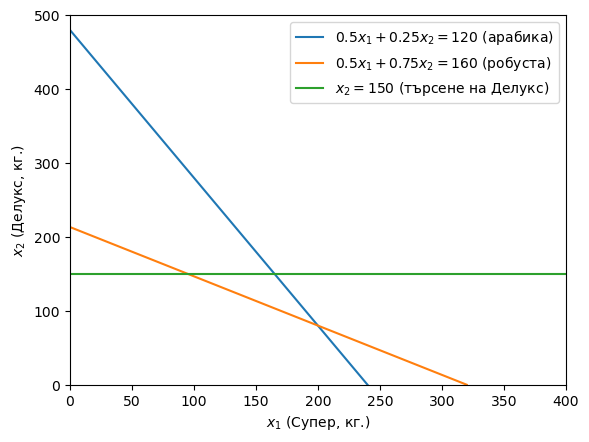 500
400
300
200
100
0
x₂ (Делукс, кг.)
0.5x₁ + 0.25x₂ = 120 (арабика)
0.5x₁ + 0.75x₂ = 160 (робуста)
x₂ = 150 (търсене на Делукс)
0 50 100 150 200 250 300 350 400
x₁ (Супер, кг.)